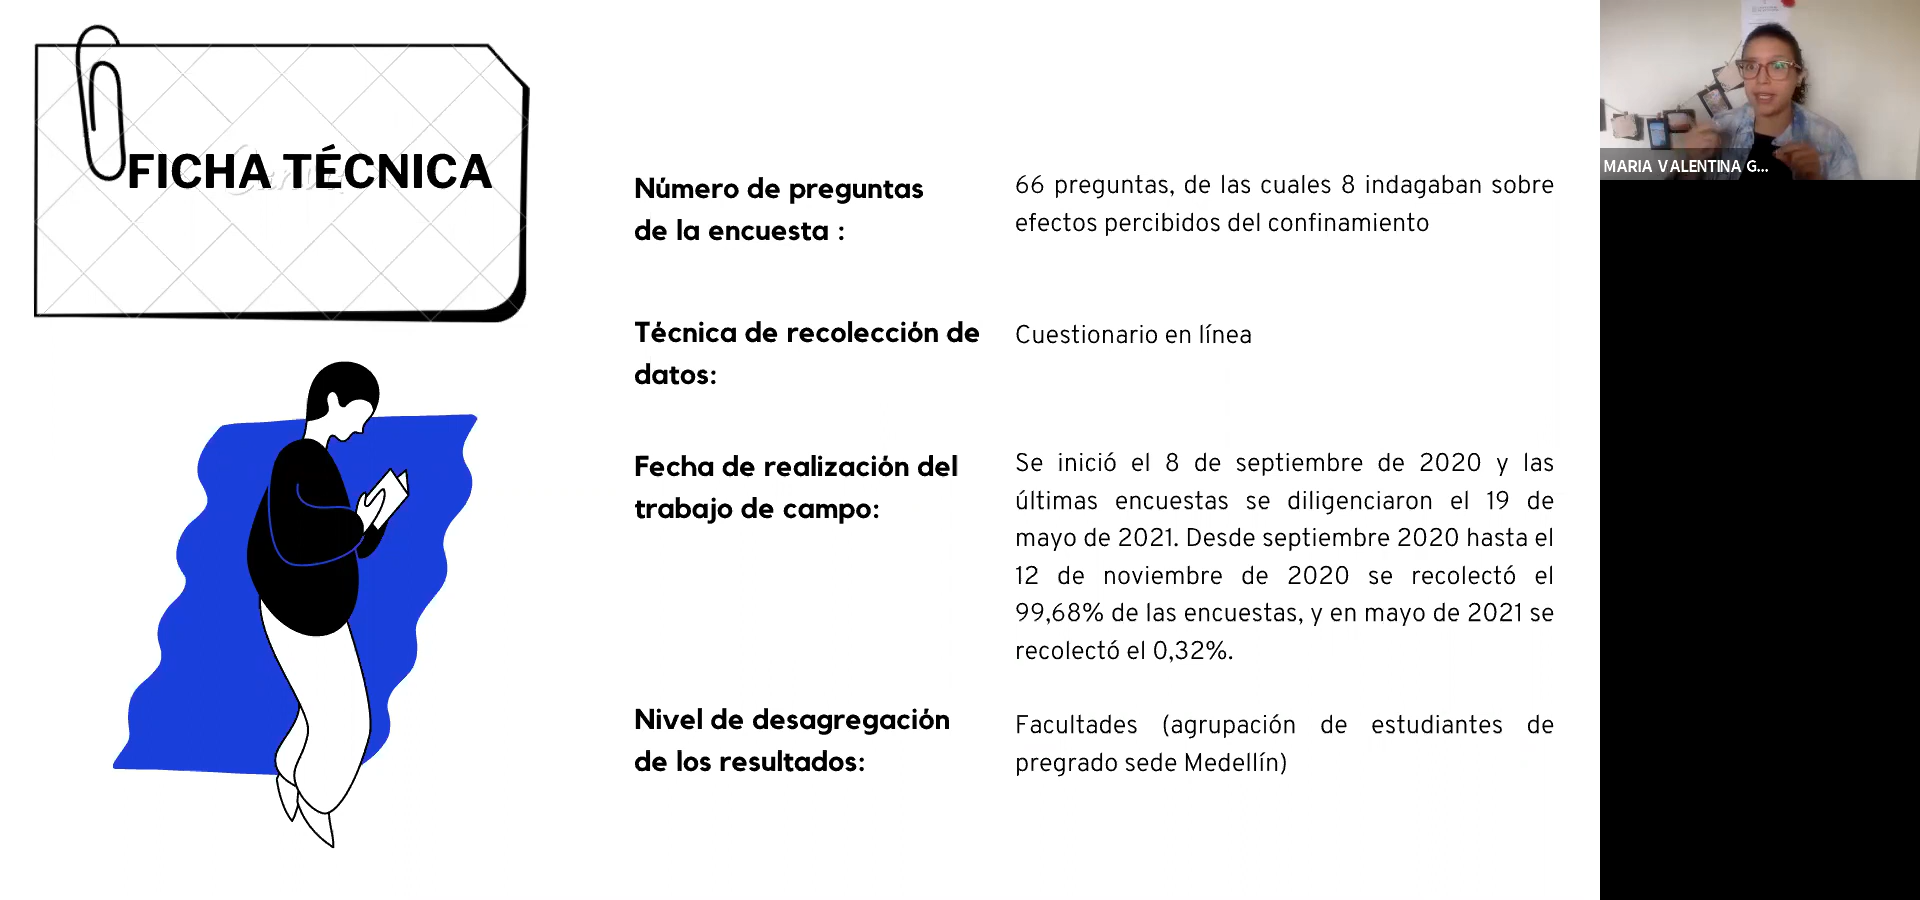 FICHA TÉCNICA
Número de preguntas
de la encuesta :
66 preguntas, de las cuales 8 indagaban sobre
efectos percibidos del confinamiento
Técnica de recolección de
datos:
Cuestionario en línea
Fecha de realización del
trabajo de campo:
Se inició el 8 de septiembre de 2020 y las
últimas encuestas se diligenciaron el 19 de
mayo de 2021. Desde septiembre 2020 hasta el
12 de noviembre de 2020 se recolectó el
99,68% de las encuestas, y en mayo de 2021 se
recolectó el 0,32%.
Nivel de desagregación
de los resultados:
Facultades (agrupación de estudiantes de
pregrado sede Medellín)
MARIA VALENTINA G...